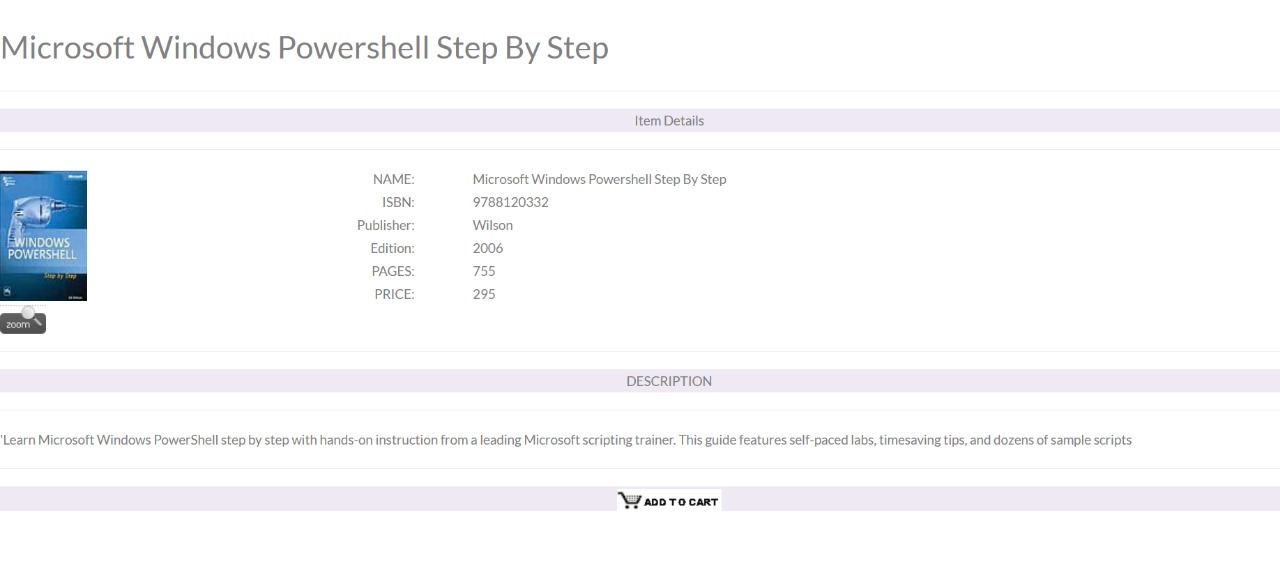 Microsoft Windows Powershell Step By Step
Item Details
Microsoft
WINDOWS
POWERSHELL
Step by Step
zoom
NAME: Microsoft Windows Powershell Step By Step
ISBN: 9788120332
Publisher: Wilson
Edition: 2006
PAGES: 755
PRICE: 295
DESCRIPTION
'Learn Microsoft Windows PowerShell step by step with hands-on instruction from a leading Microsoft scripting trainer. This guide features self-paced labs, timesaving tips, and dozens of sample scripts
ADD TO CART